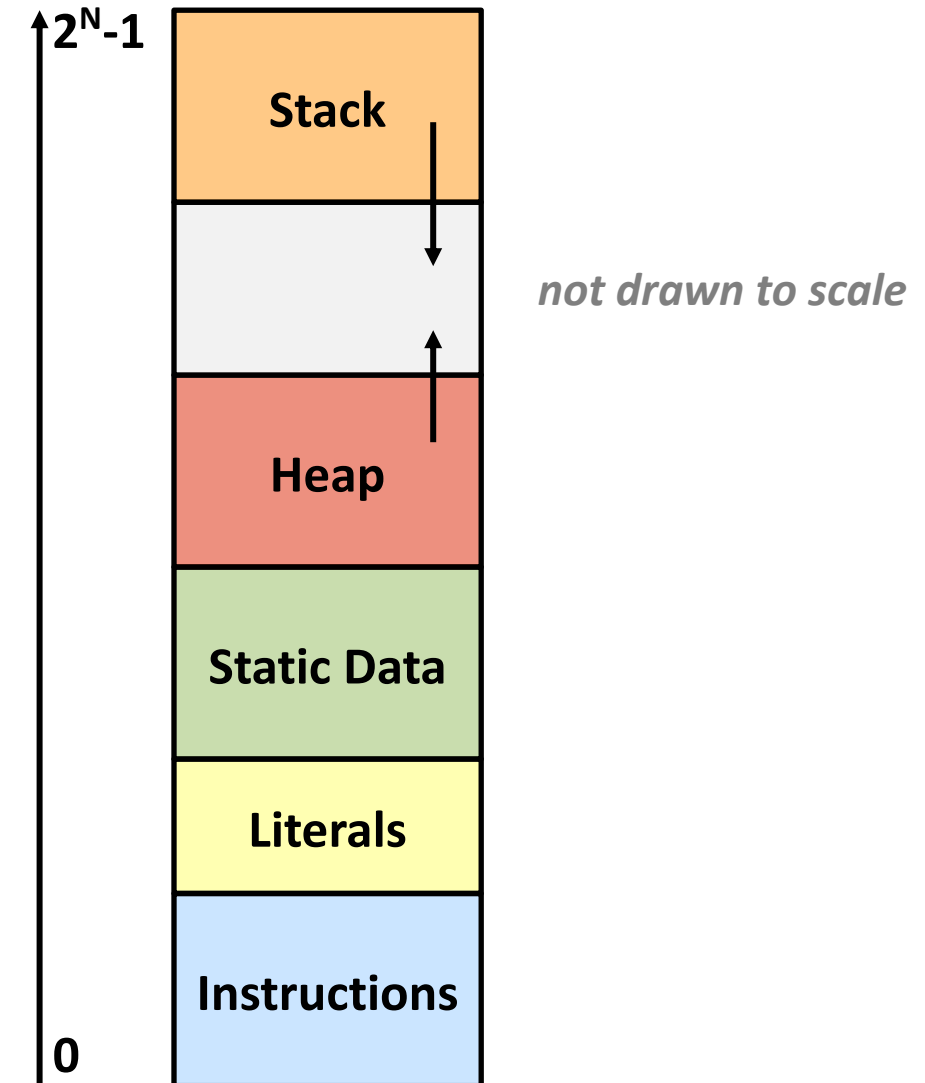 2ᴺ-1
Stack
not drawn to scale
Heap
Static Data
Literals
Instructions
0